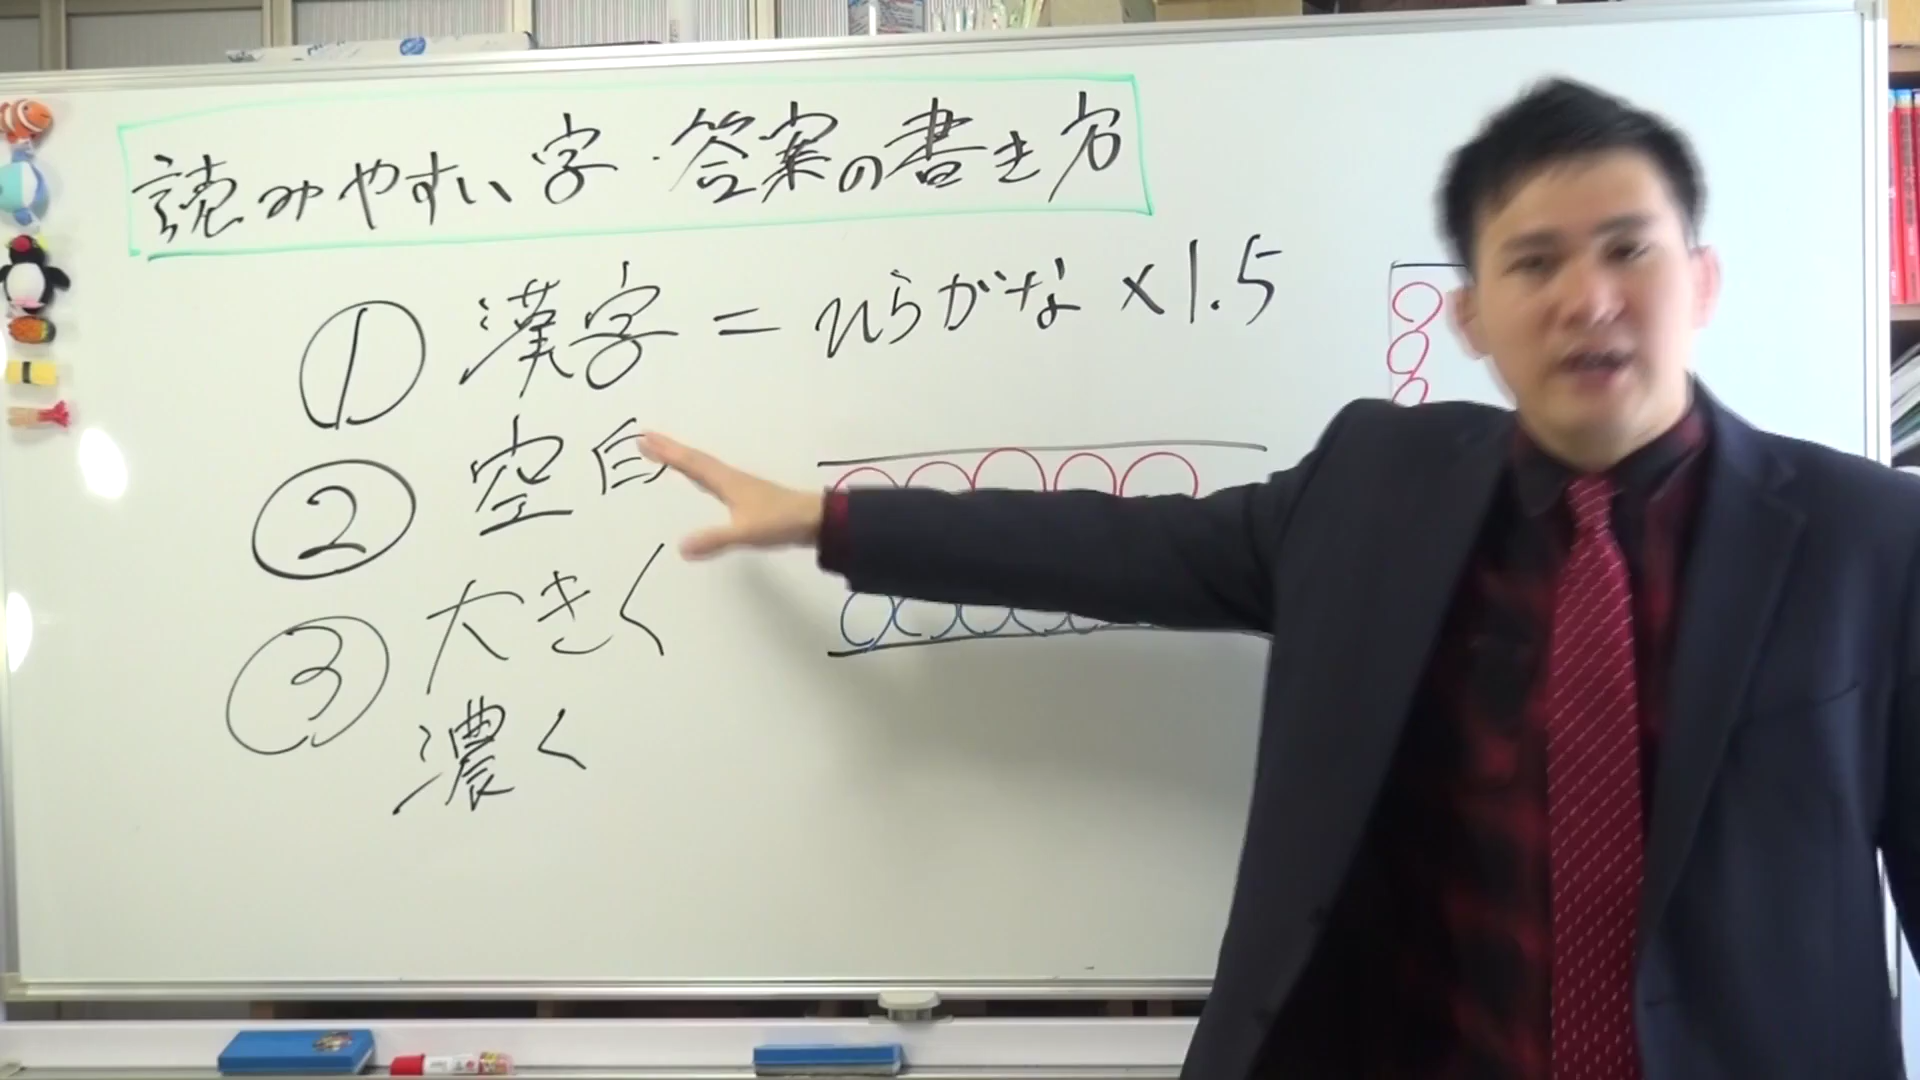 読みやすい字・答案の書き方
① 漢字=ひらがな×1.5
② 空白
③ 大きく
濃く